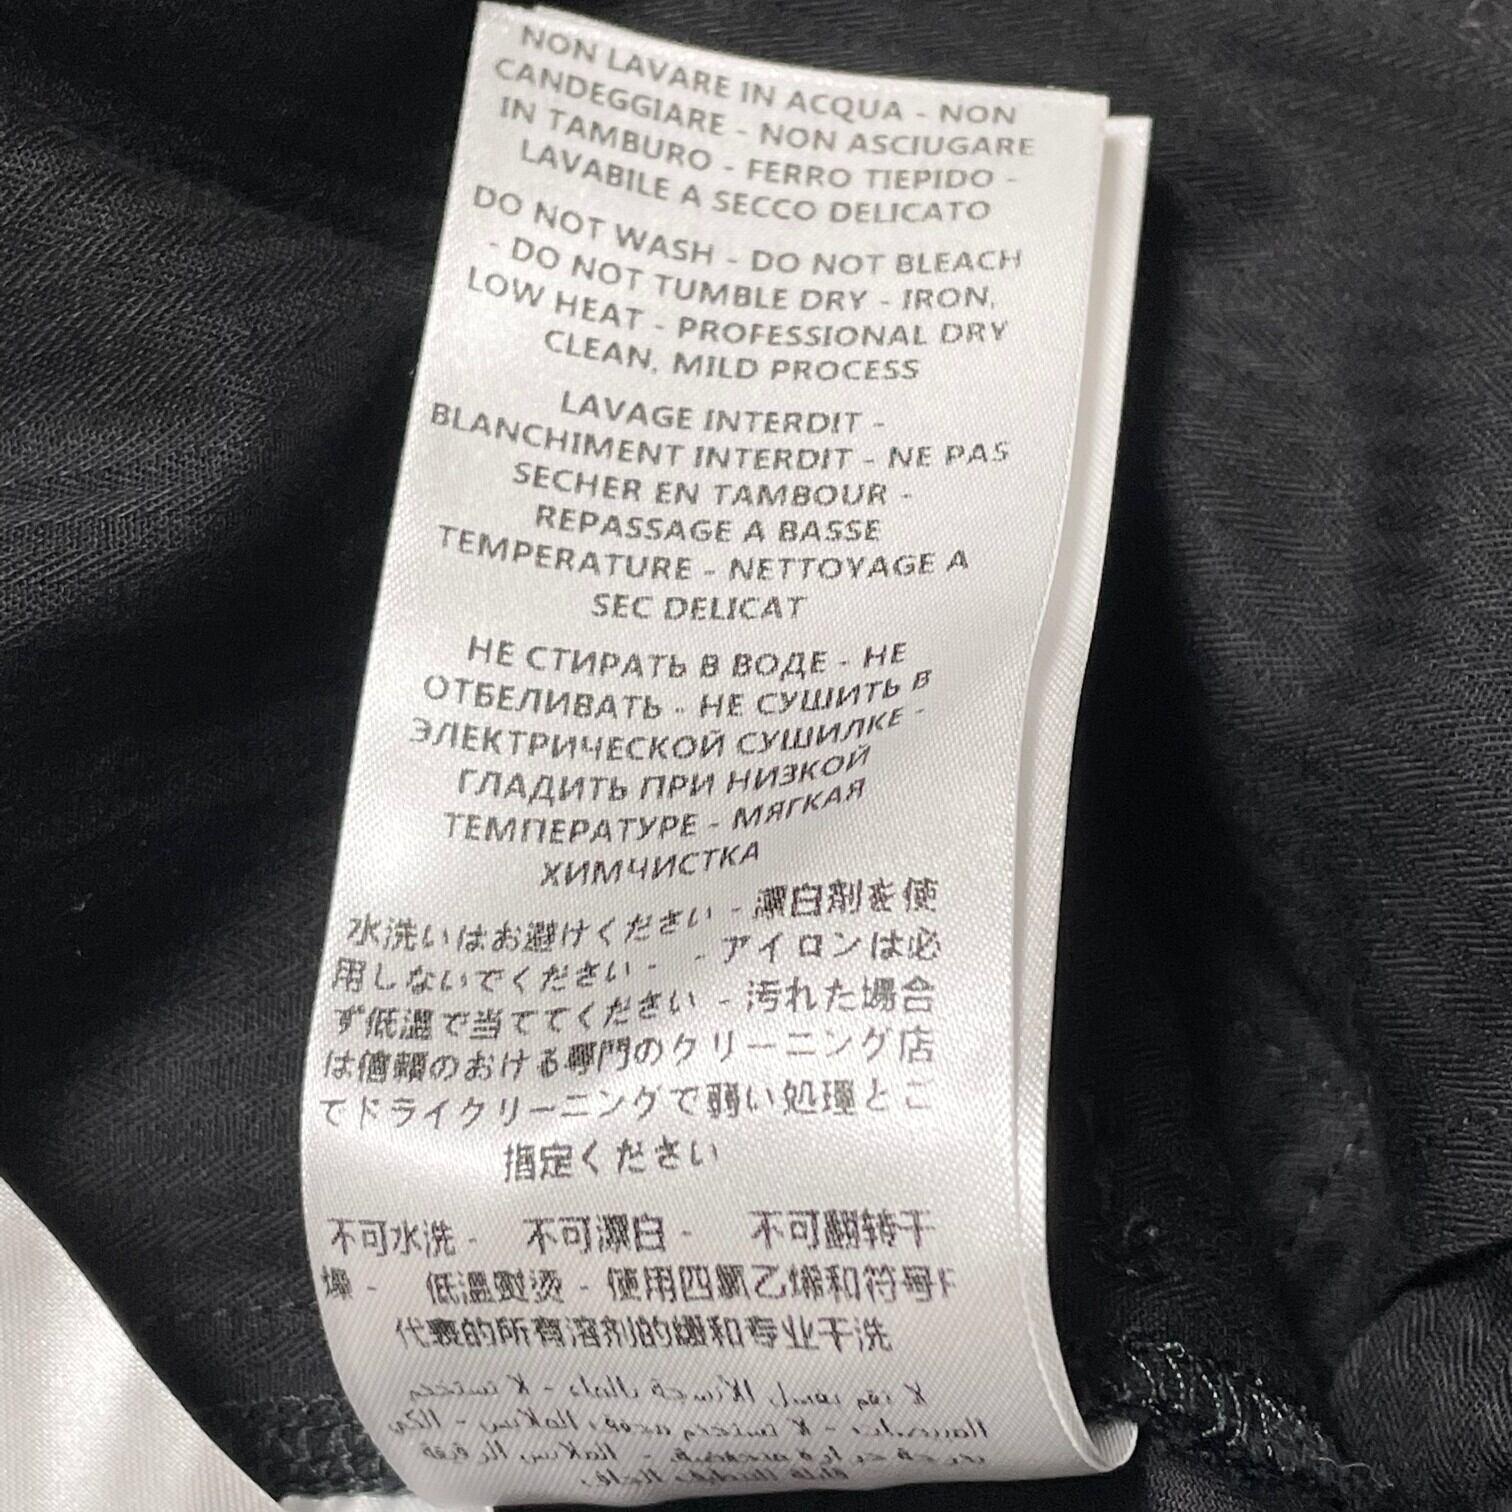 NON LAVARE IN ACQUA - NON
CANDEGGIARE - NON ASCIUGARE
IN TAMBURO - FERRO TIEPIDO -
LAVABILE A SECCO DELICATO
DO NOT WASH - DO NOT BLEACH
- DO NOT TUMBLE DRY - IRON,
LOW HEAT - PROFESSIONAL DRY
CLEAN, MILD PROCESS
LAVAGE INTERDIT -
BLANCHIMENT INTERDIT - NE PAS
SECHER EN TAMBOUR -
REPASSAGE A BASSE
TEMPERATURE - NETTOYAGE A
SEC DELICAT
НЕ СТИРАТЬ В ВОДЕ - НЕ
ОТБЕЛИВАТЬ - НЕ СУШИТЬ В
ЭЛЕКТРИЧЕСКОЙ СУШИЛКЕ -
ГЛАДИТЬ ПРИ НИЗКОЙ
ТЕМПЕРАТУРЕ - МЯГКАЯ
ХИМЧИСТКА
水洗いはお避けください - 漂白剤を使
用しないでください - - アイロンは必
ず低温で当ててください - 汚れた場合
は信頼のおける専門のクリーニング店
でドライクリーニングで弱い処理とご
指定ください
不可水洗 - 不可漂白 - 不可翻转干
燥 - 低温熨烫 - 使用四氯乙烯和符号F
代表的所有溶剂的缓和专业干洗